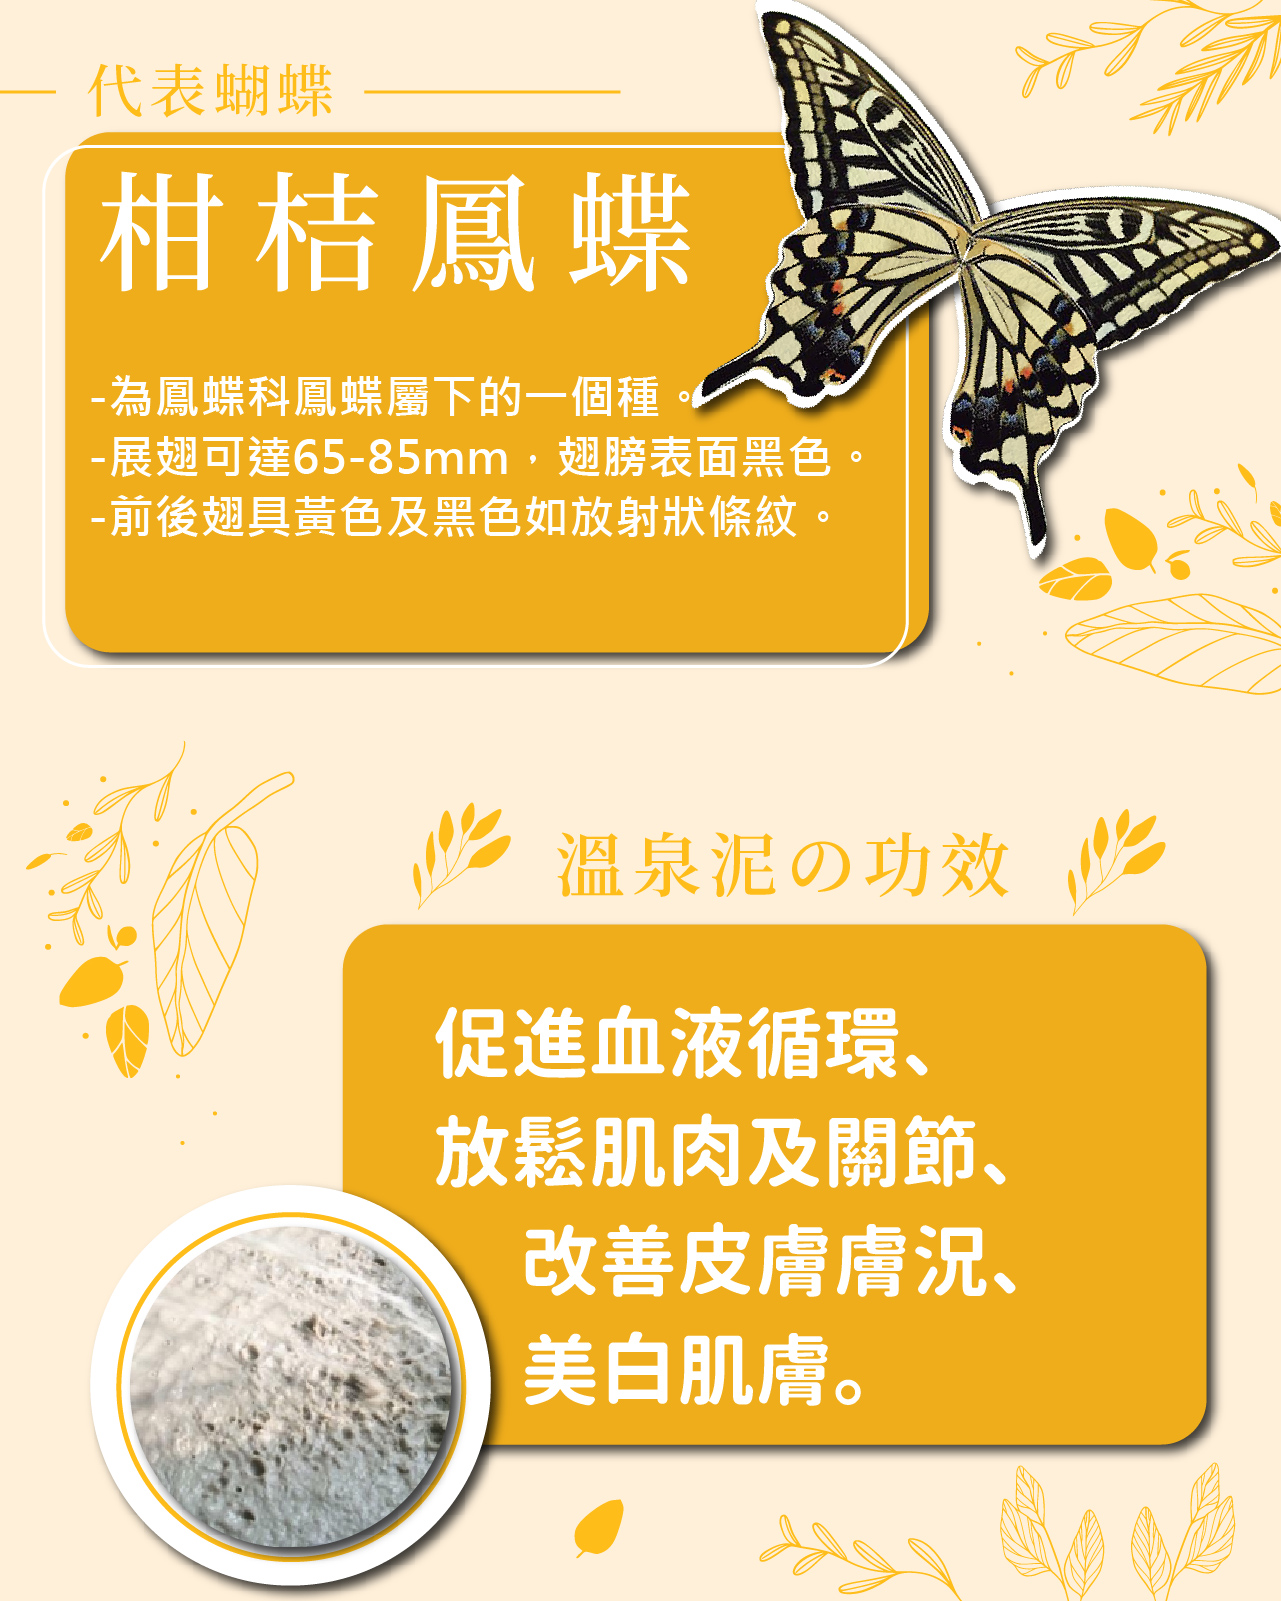 代表蝴蝶
柑桔鳳蝶
-為鳳蝶科鳳蝶屬下的一個種。
-展翅可達65-85mm，翅膀表面黑色。
-前後翅具黃色及黑色如放射狀條紋。
溫泉泥の功效
促進血液循環、
放鬆肌肉及關節、
改善皮膚膚況、
美白肌膚。